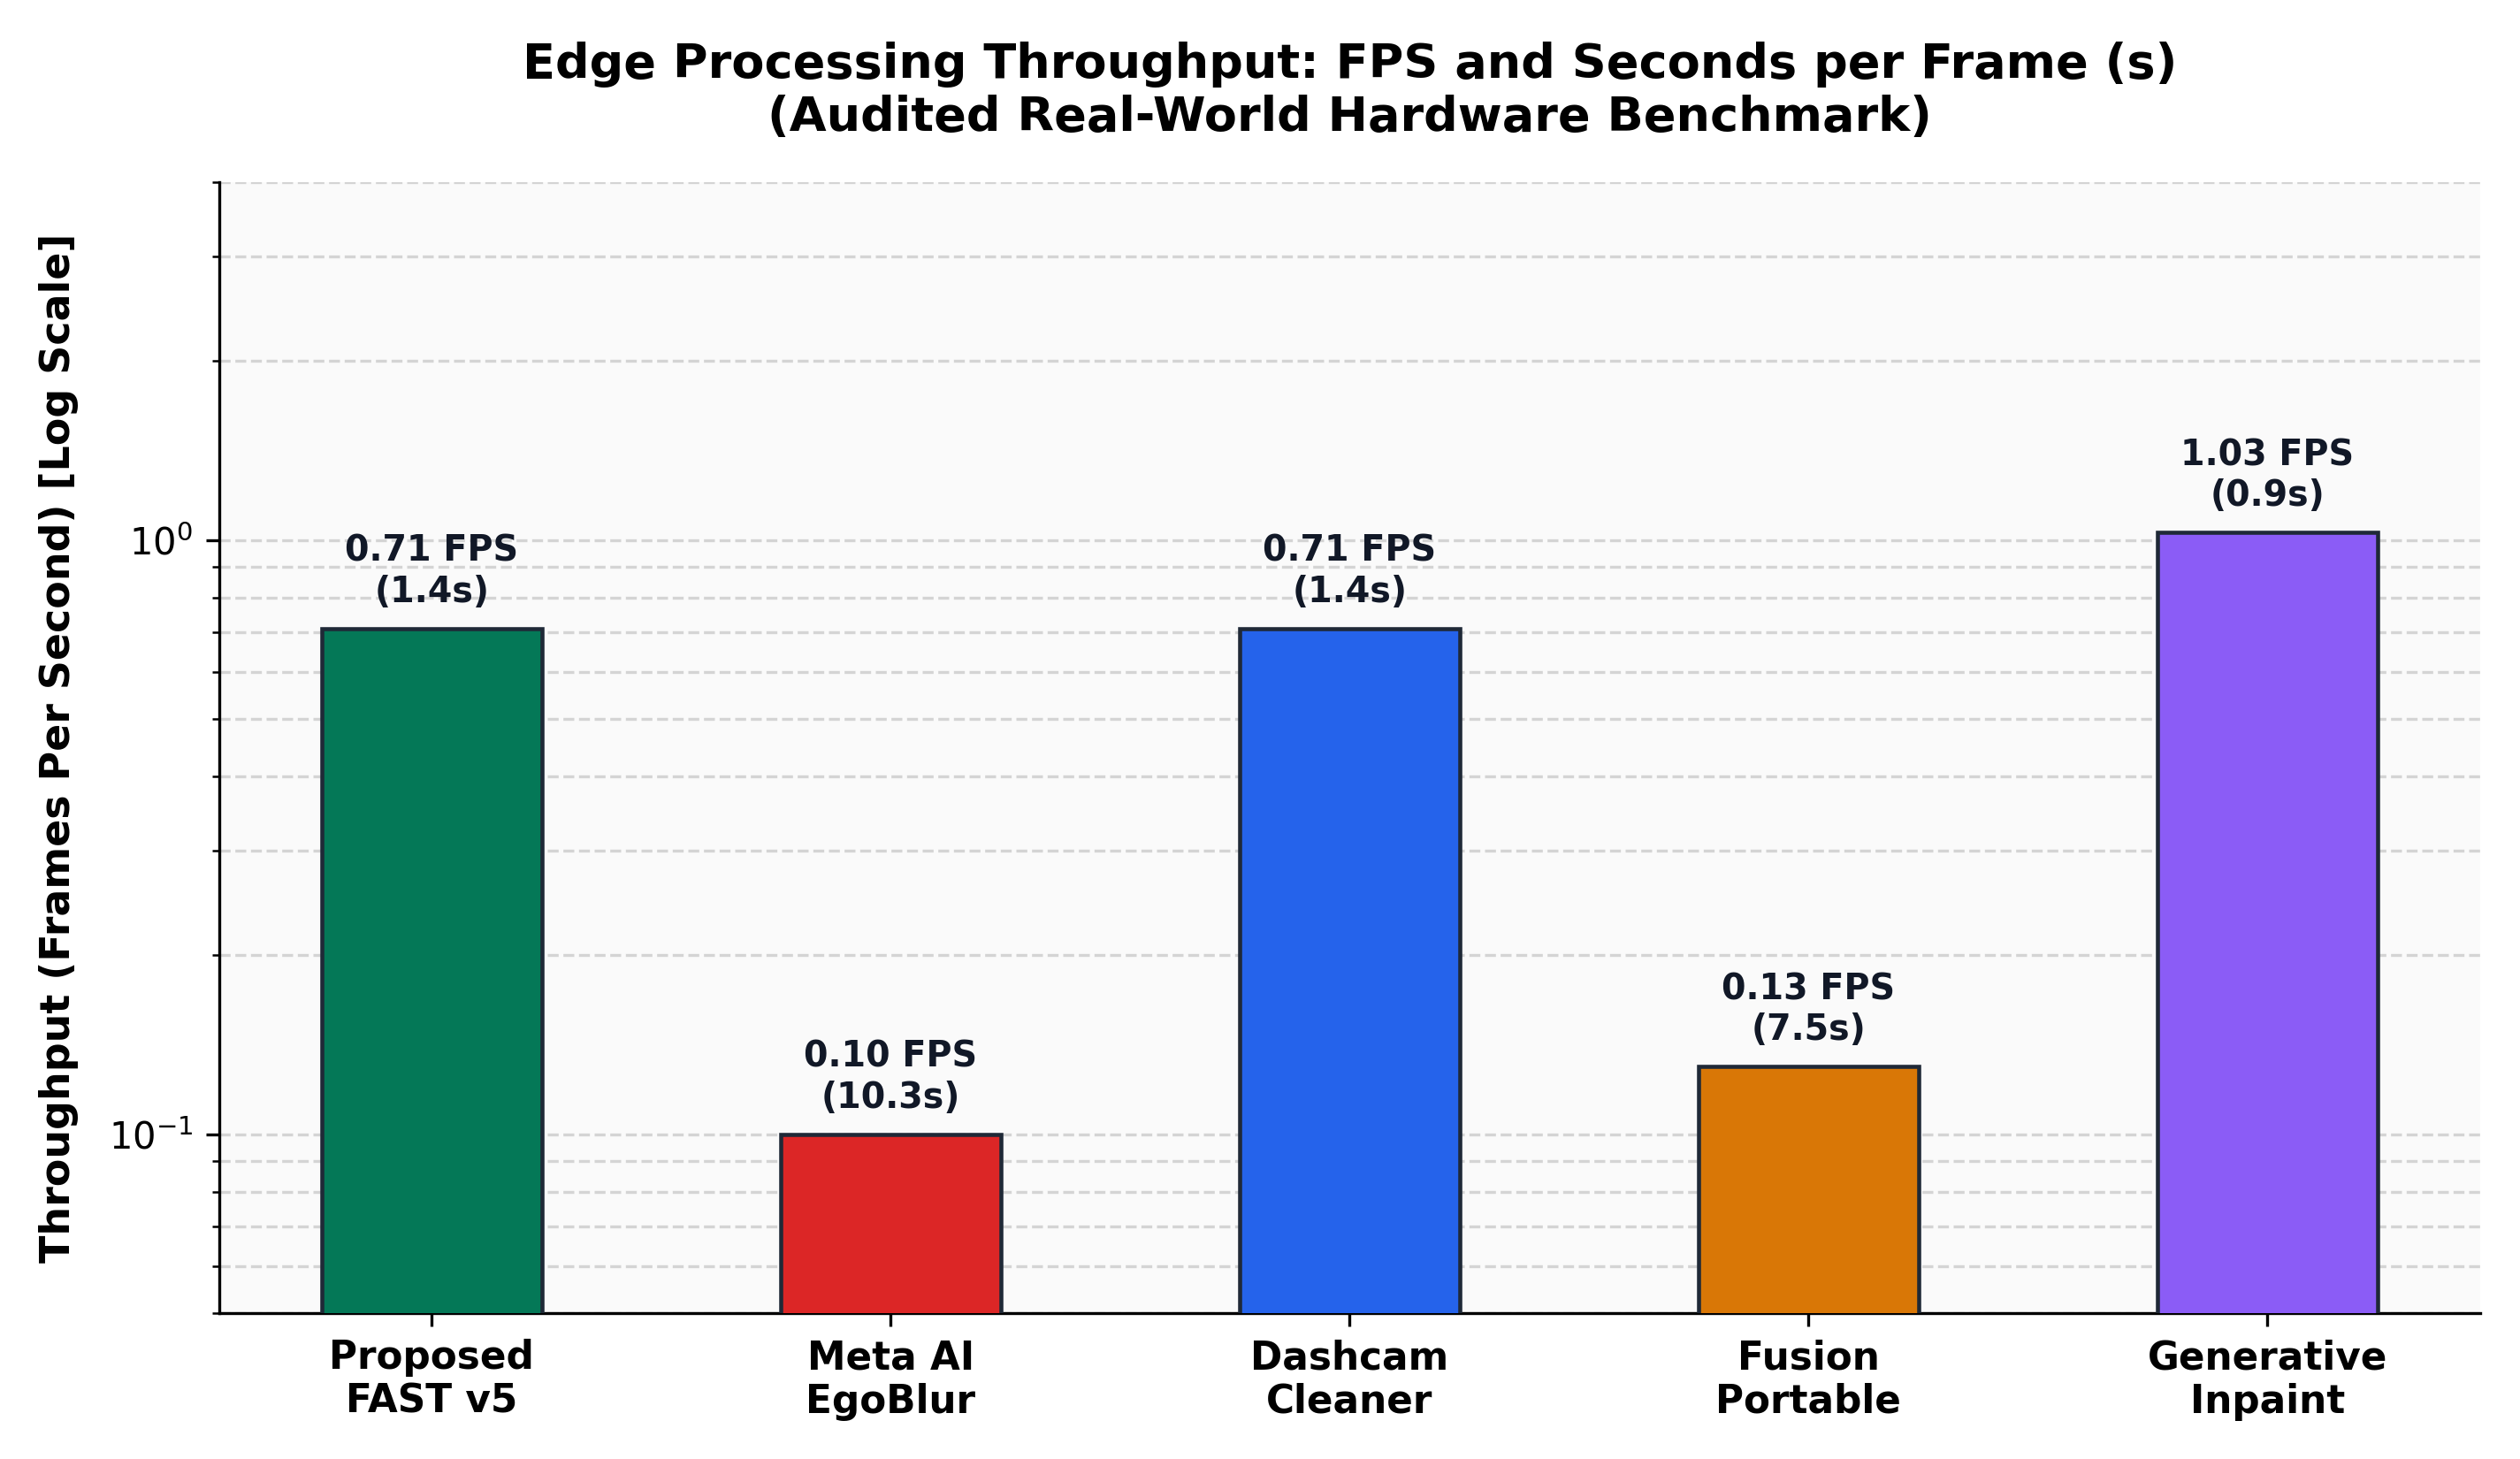 Edge Processing Throughput: FPS and Seconds per Frame (s)
(Audited Real-World Hardware Benchmark)
Throughput (Frames Per Second) [Log Scale]
10⁰
10⁻¹
0.71 FPS
(1.4s)
0.10 FPS
(10.3s)
0.71 FPS
(1.4s)
0.13 FPS
(7.5s)
1.03 FPS
(0.9s)
Proposed
FAST v5
Meta AI
EgoBlur
Dashcam
Cleaner
Fusion
Portable
Generative
Inpaint